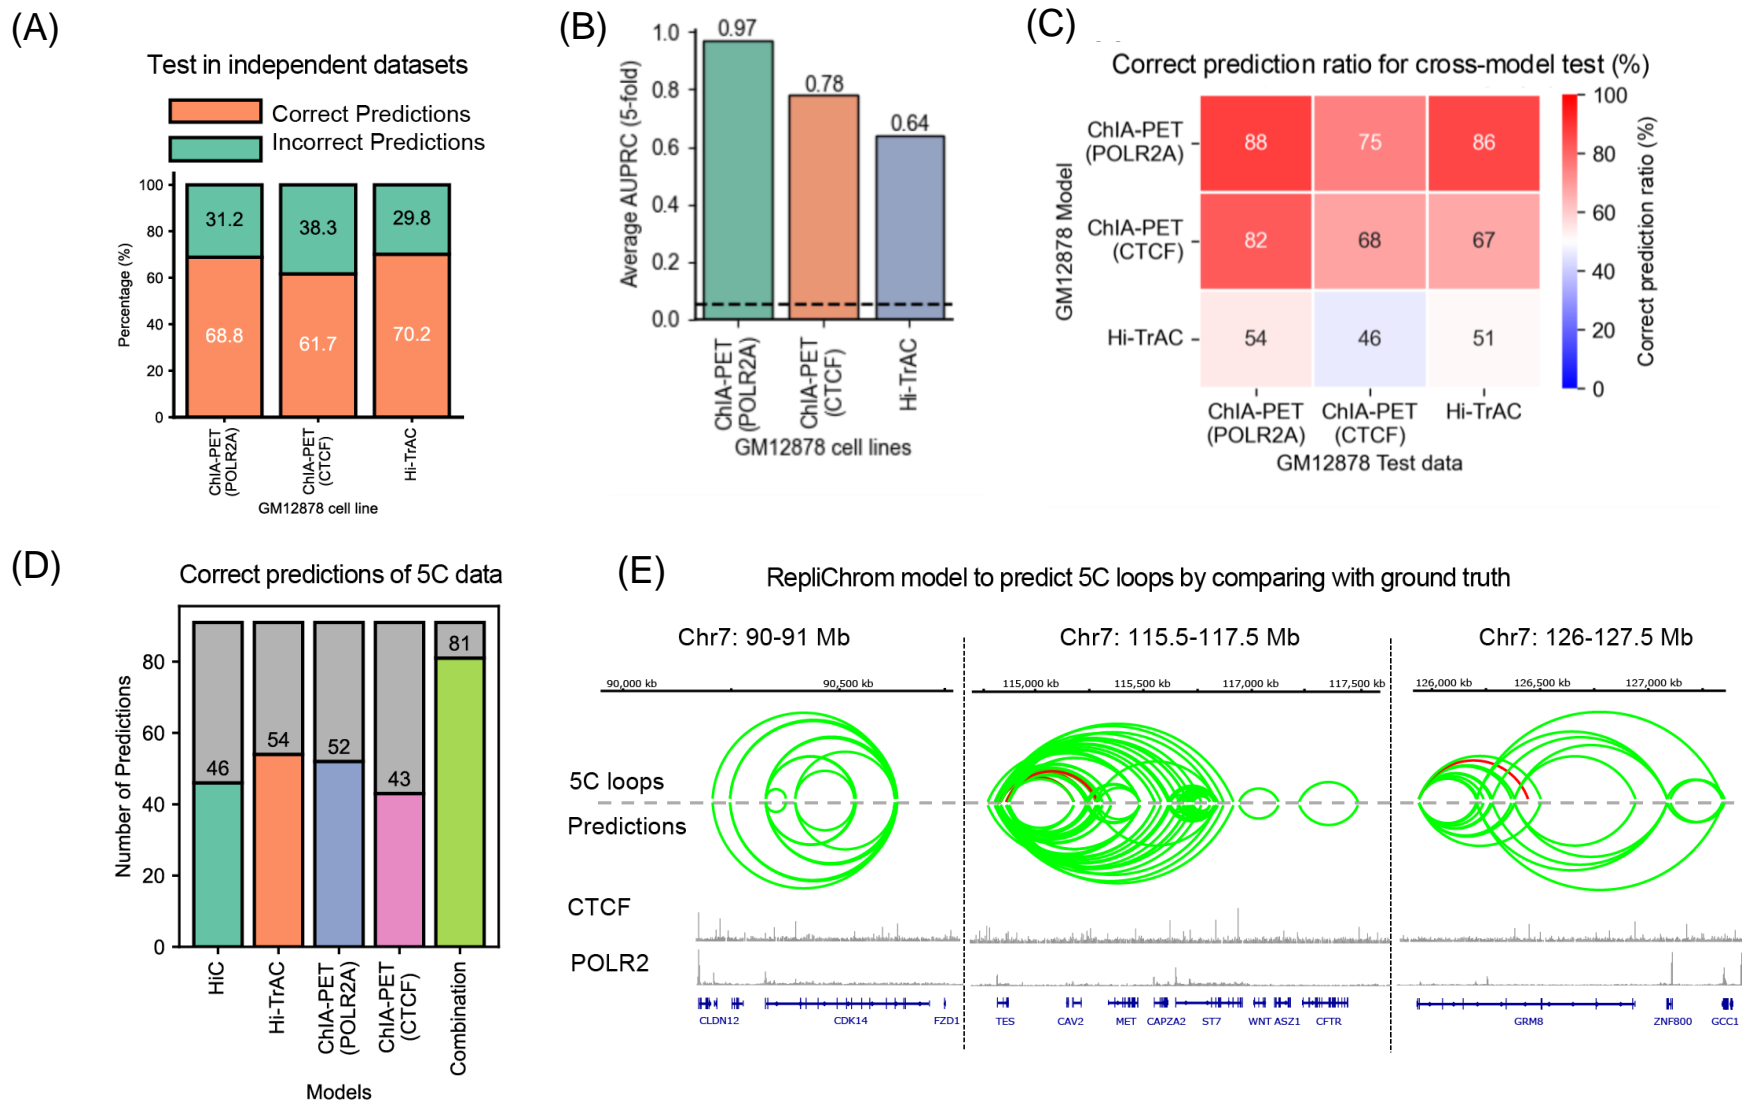 (A)
Test in independent datasets
Correct Predictions
Incorrect Predictions
Percentage (%)
100
80
60
40
20
0
31.2
38.3
29.8
68.8
61.7
70.2
ChIA-PET
(POLR2A)
ChIA-PET
(CTCF)
Hi-TrAC
GM12878 cell line
(B)
Average AUPRC (5-fold)
1.0
0.8
0.6
0.4
0.2
0.0
0.97
0.78
0.64
ChIA-PET
(POLR2A)
ChIA-PET
(CTCF)
Hi-TrAC
GM12878 cell lines
(C)
Correct prediction ratio for cross-model test (%)
GM12878 Model
ChIA-PET
(POLR2A)
88
75
86
ChIA-PET
(CTCF)
82
68
67
Hi-TrAC
54
46
51
ChIA-PET
(POLR2A)
ChIA-PET
(CTCF)
Hi-TrAC
GM12878 Test data
100
80
60
40
20
0
Correct prediction ratio (%)
(D)
Correct predictions of 5C data
Number of Predictions
80
60
40
20
0
46
54
52
43
81
HiC
Hi-TrAC
ChIA-PET
(POLR2A)
ChIA-PET
(CTCF)
Combination
Models
(E)
RepliChrom model to predict 5C loops by comparing with ground truth
Chr7: 90-91 Mb
Chr7: 115.5-117.5 Mb
Chr7: 126-127.5 Mb
90,000 kb
90,500 kb
115,000 kb
115,500 kb
117,000 kb
117,500 kb
126,000 kb
126,500 kb
127,000 kb
5C loops
Predictions
CTCF
POLR2
CLDN12
CDK14
FZD1
TES
CAV2
MET
CAPZA2
ST7
WNT
ASZ1
CFTR
GRM8
ZNF800
GCC1